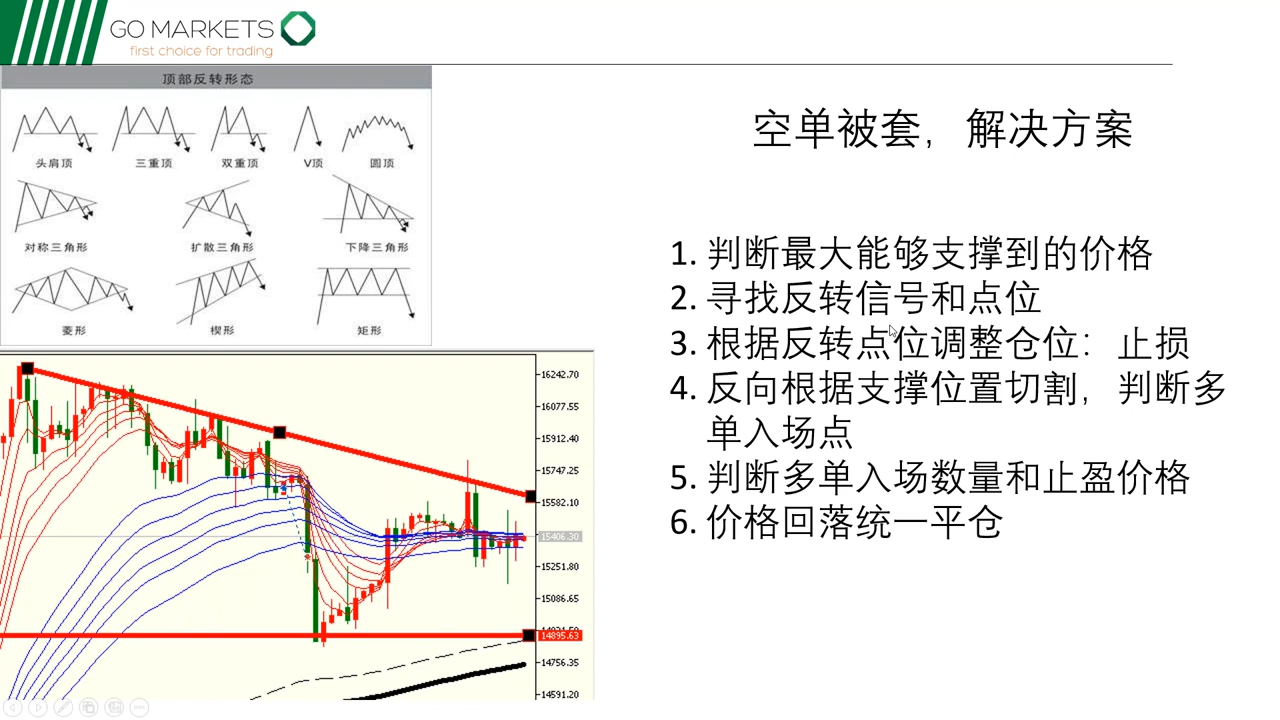 GO MARKETS
first choice for trading
顶部反转形态
头肩顶 三重顶 双重顶 V顶 圆顶
对称三角形 扩散三角形 下降三角形
菱形 楔形 矩形
空单被套，解决方案
1. 判断最大能够支撑到的价格
2. 寻找反转信号和点位
3. 根据反转点位调整仓位：止损
4. 反向根据支撑位置切割，判断多
单入场点
5. 判断多单入场数量和止盈价格
6. 价格回落统一平仓
16242.70
16077.55
15912.40
15747.25
15582.10
15406.30
15251.80
15086.65
14895.63
14756.35
14591.20